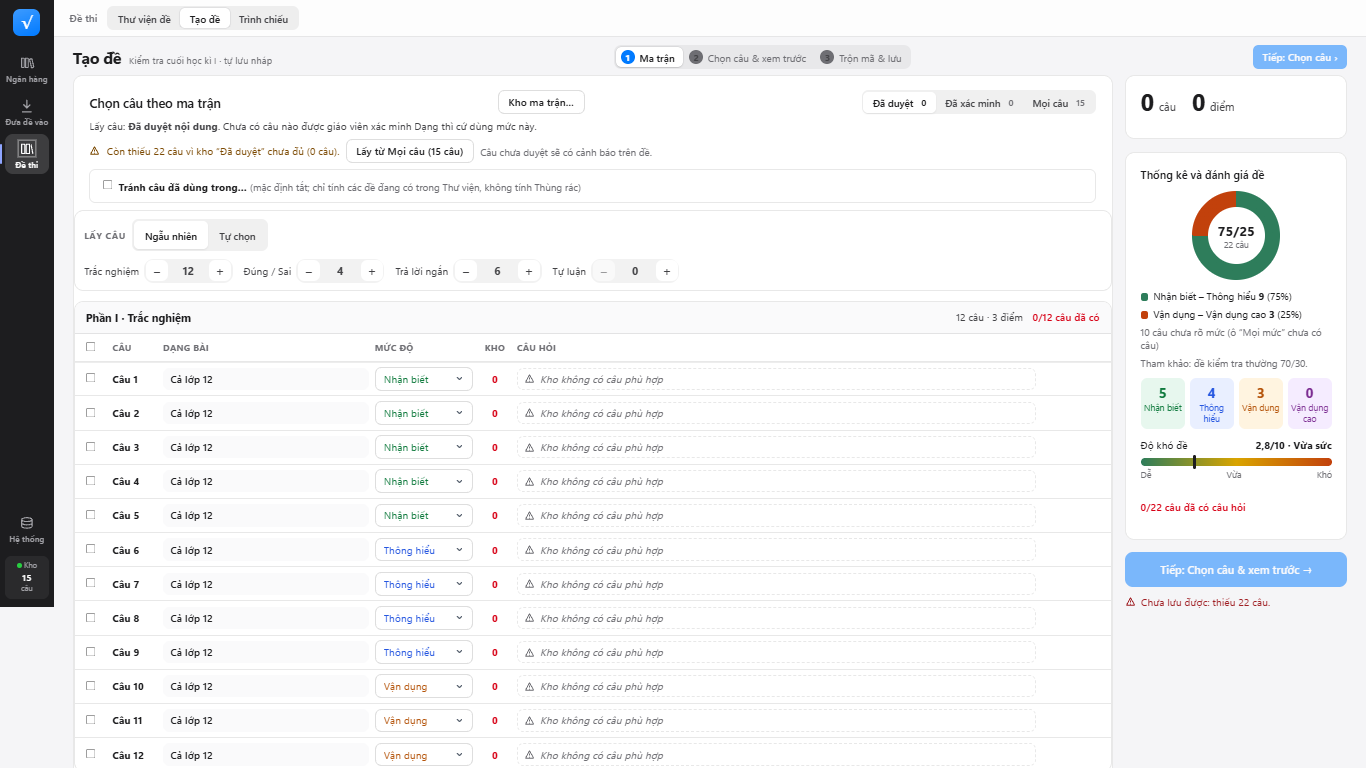 √
Ngân hàng
Đưa đề vào
Đề thi
Hệ thống
Kho
15
câu
Đề thi
Thư viện đề
Tạo đề
Trình chiếu
Tạo đề
Kiểm tra cuối học kì I · tự lưu nháp
1 Ma trận
2 Chọn câu & xem trước
3 Trộn mã & lưu
Tiếp: Chọn câu ›
Chọn câu theo ma trận
Kho ma trận...
Đã duyệt 0
Đã xác minh 0
Mọi câu 15
Lấy câu: Đã duyệt nội dung. Chưa có câu nào được giáo viên xác minh Dạng thì cứ dùng mức này.
⚠ Còn thiếu 22 câu vì kho “Đã duyệt” chưa đủ (0 câu).
Lấy từ Mọi câu (15 câu)
Câu chưa duyệt sẽ có cảnh báo trên đề.
Tránh câu đã dùng trong... (mặc định tắt; chỉ tính các đề đang có trong Thư viện, không tính Thùng rác)
LẤY CÂU
Ngẫu nhiên
Tự chọn
Trắc nghiệm − 12 +
Đúng / Sai − 4 +
Trả lời ngắn − 6 +
Tự luận − 0 +
Phần I · Trắc nghiệm
12 câu · 3 điểm
0/12 câu đã có
CÂU DẠNG BÀI MỨC ĐỘ KHO CÂU HỎI
Câu 1 Cả lớp 12 Nhận biết 0 ⚠ Kho không có câu phù hợp
Câu 2 Cả lớp 12 Nhận biết 0 ⚠ Kho không có câu phù hợp
Câu 3 Cả lớp 12 Nhận biết 0 ⚠ Kho không có câu phù hợp
Câu 4 Cả lớp 12 Nhận biết 0 ⚠ Kho không có câu phù hợp
Câu 5 Cả lớp 12 Nhận biết 0 ⚠ Kho không có câu phù hợp
Câu 6 Cả lớp 12 Thông hiểu 0 ⚠ Kho không có câu phù hợp
Câu 7 Cả lớp 12 Thông hiểu 0 ⚠ Kho không có câu phù hợp
Câu 8 Cả lớp 12 Thông hiểu 0 ⚠ Kho không có câu phù hợp
Câu 9 Cả lớp 12 Thông hiểu 0 ⚠ Kho không có câu phù hợp
Câu 10 Cả lớp 12 Vận dụng 0 ⚠ Kho không có câu phù hợp
Câu 11 Cả lớp 12 Vận dụng 0 ⚠ Kho không có câu phù hợp
Câu 12 Cả lớp 12 Vận dụng 0 ⚠ Kho không có câu phù hợp
0 câu 0 điểm
Thống kê và đánh giá đề
75/25
22 câu
Nhận biết – Thông hiểu 9 (75%)
Vận dụng – Vận dụng cao 3 (25%)
10 câu chưa rõ mức (ô “Mọi mức” chưa có
câu)
Tham khảo: đề kiểm tra thường 70/30.
5
Nhận biết
4
Thông
hiểu
3
Vận dụng
0
Vận dụng
cao
Độ khó đề
2,8/10 · Vừa sức
Dễ
Vừa
Khó
0/22 câu đã có câu hỏi
Tiếp: Chọn câu & xem trước →
⚠ Chưa lưu được: thiếu 22 câu.